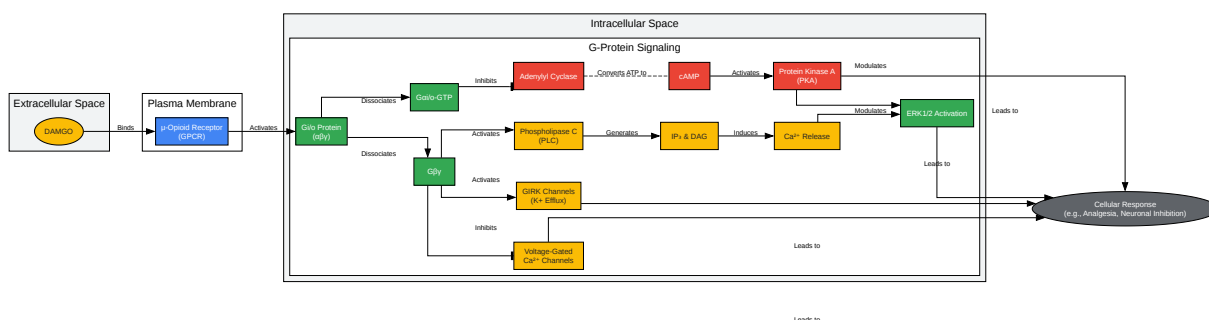 Intracellular Space
G-Protein Signaling
Extracellular Space
DAMGO
Binds
Plasma Membrane
μ-Opioid Receptor
(GPCR)
Activates
Gi/o Protein
(αβγ)
Dissociates
Dissociates
Gαi/o-GTP
Gβγ
Inhibits
Activates
Activates
Inhibits
Adenylyl Cyclase
Converts ATP to
cAMP
Activates
Protein Kinase A
(PKA)
Modulates
Phospholipase C
(PLC)
Generates
IP₃ & DAG
Induces
Ca²⁺ Release
Modulates
ERK1/2 Activation
Leads to
Leads to
GIRK Channels
(K+ Efflux)
Voltage-Gated
Ca²⁺ Channels
Leads to
Cellular Response
(e.g., Analgesia, Neuronal Inhibition)
Leads to